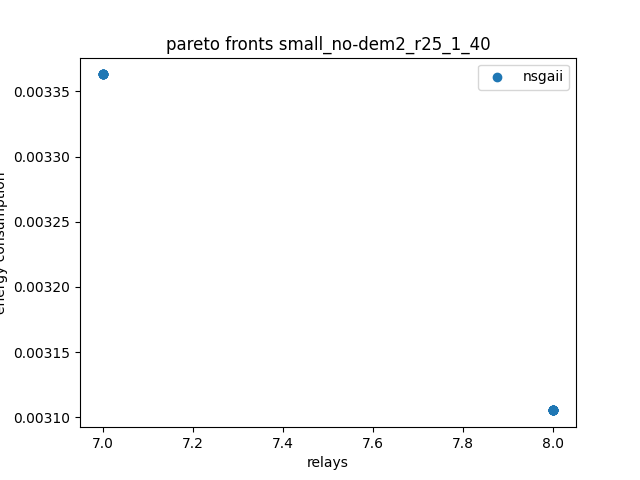 pareto fronts small_no-dem2_r25_1_40
nsgaii
0.00335
0.00330
0.00325
0.00320
0.00315
0.00310
energy consumption
7.0 7.2 7.4 7.6 7.8 8.0
relays